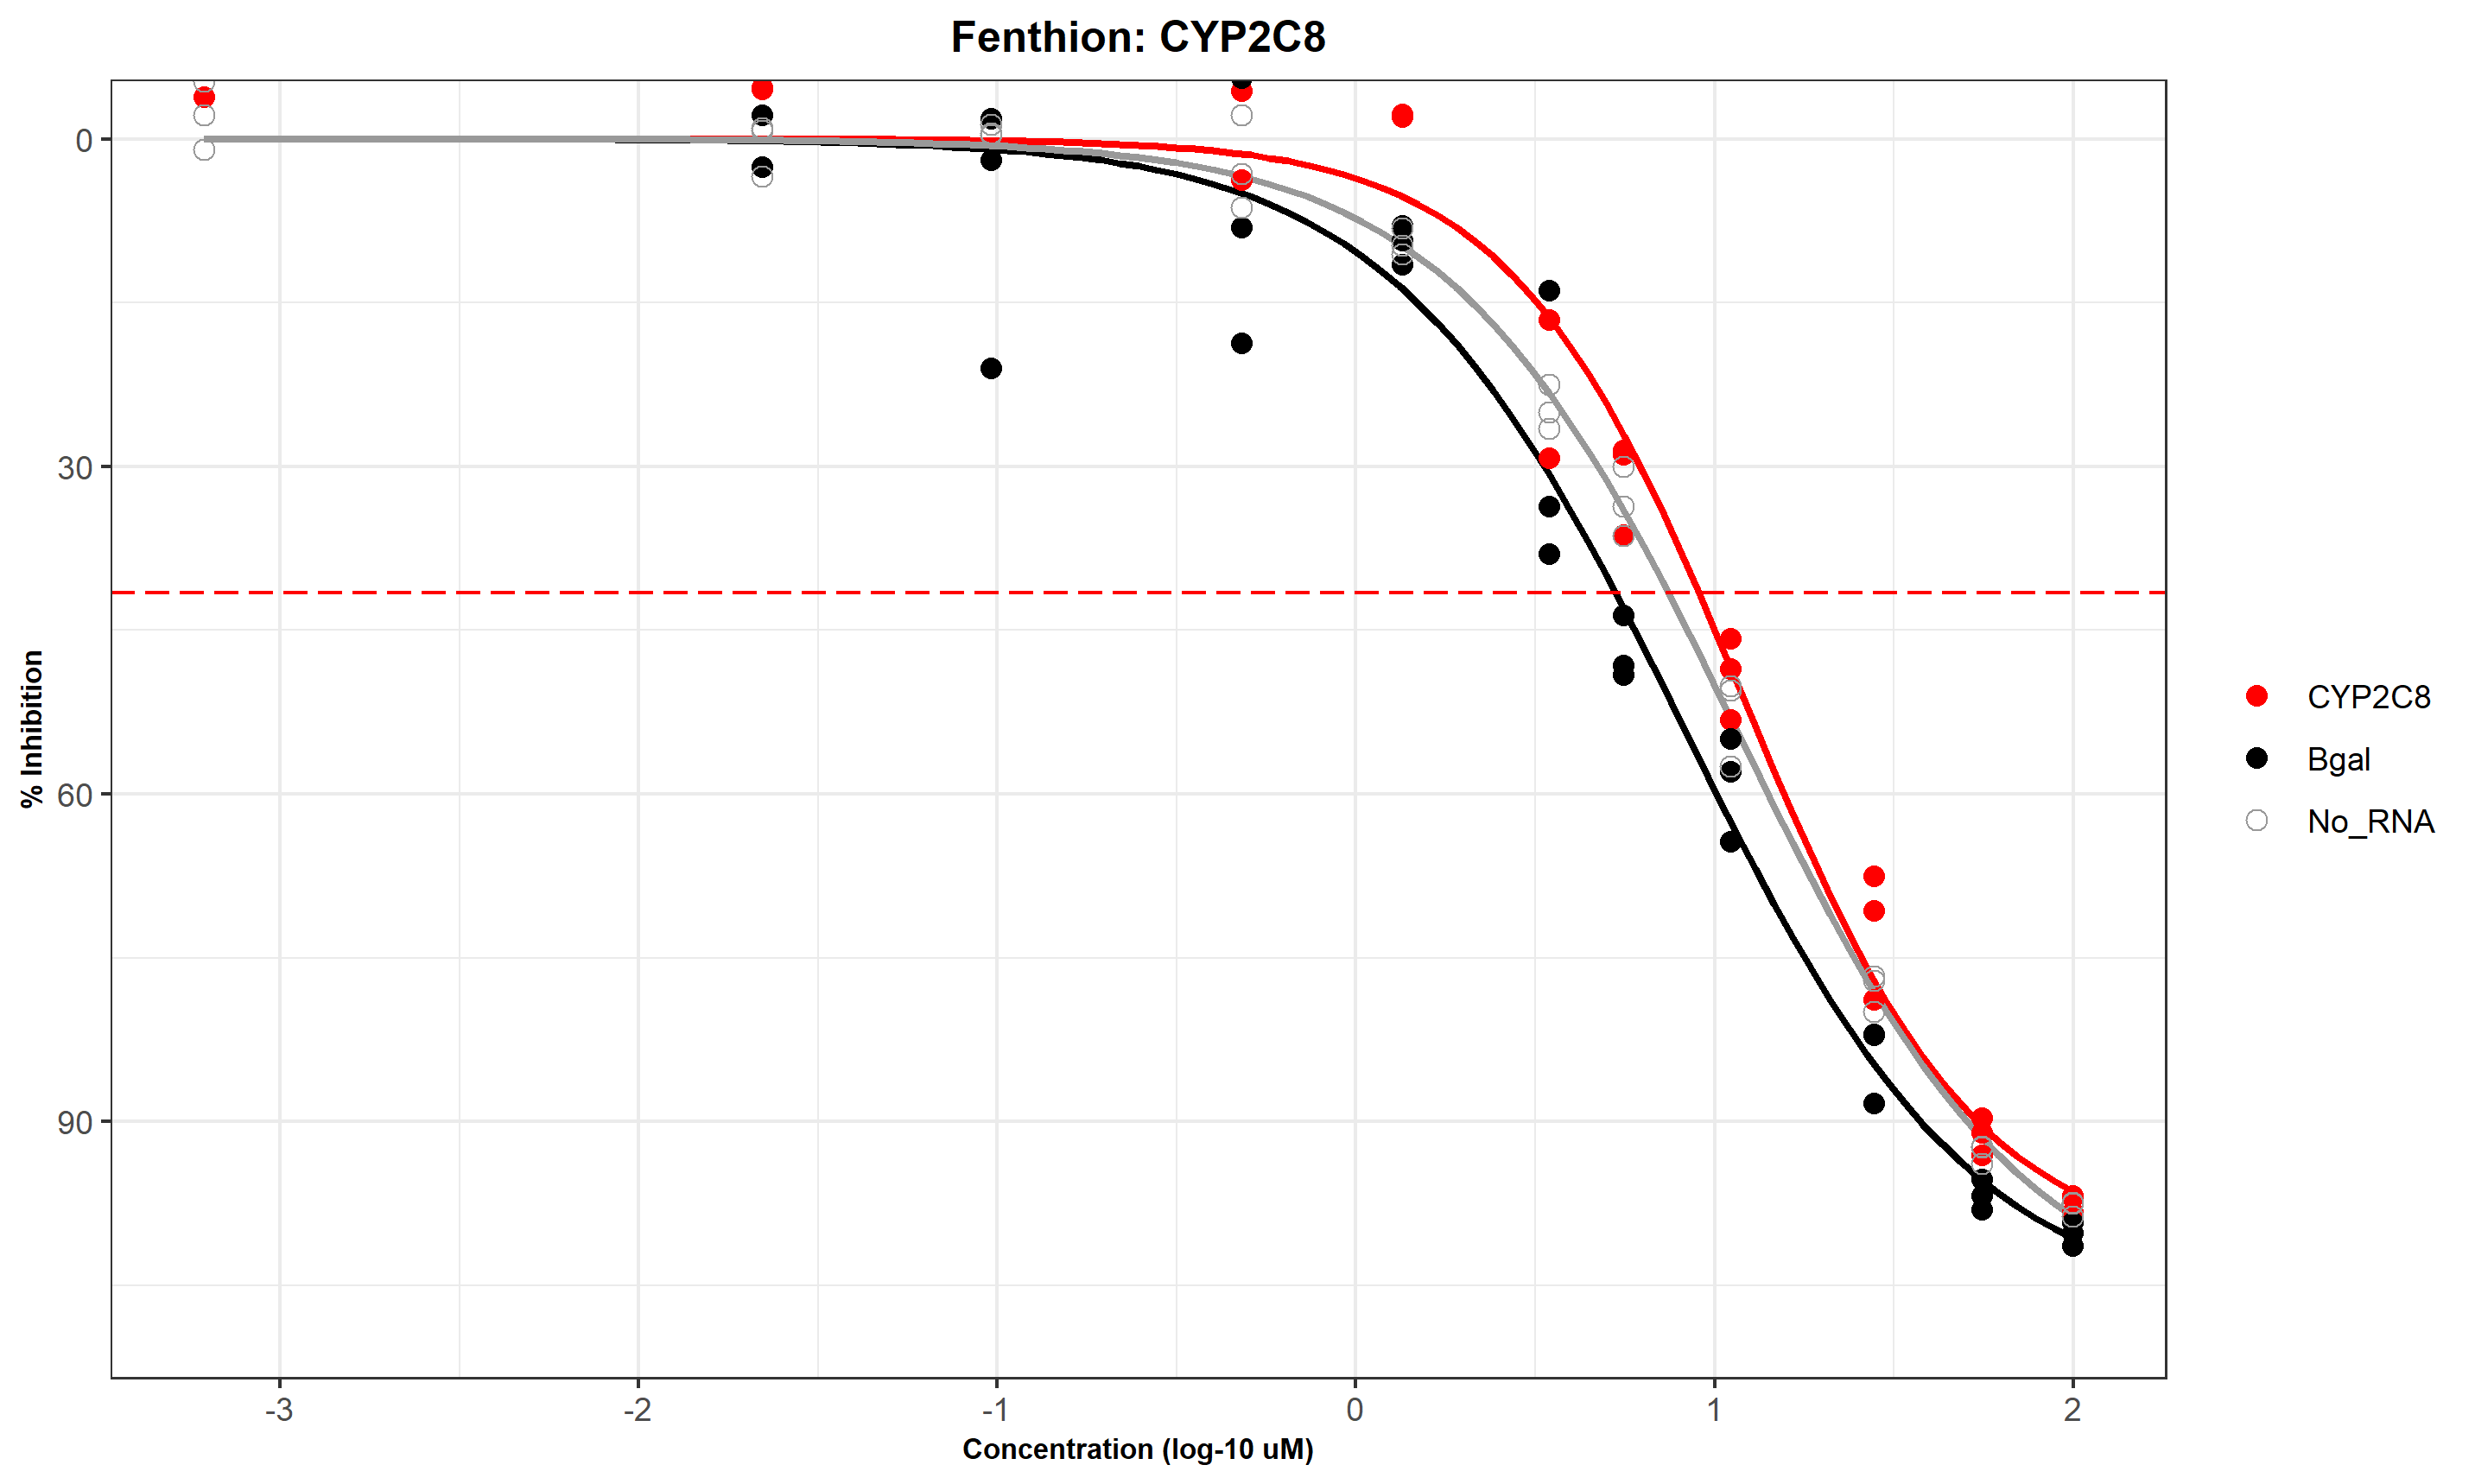 Fenthion: CYP2C8
% Inhibition
0
30
60
90
-3
-2
-1
0
1
2
Concentration (log-10 uM)
CYP2C8
Bgal
No_RNA